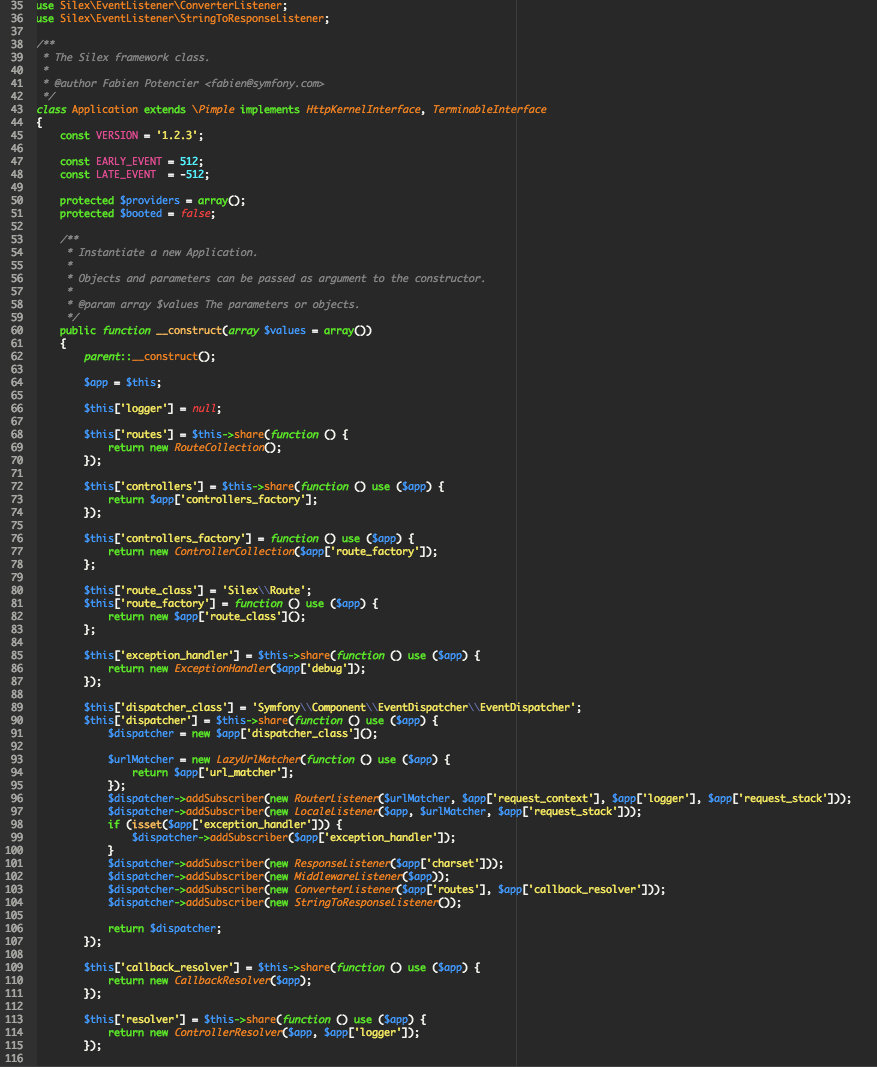 35 use Silex\EventListener\ConverterListener;
36 use Silex\EventListener\StringToResponseListener;
37
38 /**
39  * The Silex framework class.
40  *
41  * @author Fabien Potencier <fabien@symfony.com>
42  */
43 class Application extends \Pimple implements HttpKernelInterface, TerminableInterface
44 {
45     const VERSION = '1.2.3';
46
47     const EARLY_EVENT = 512;
48     const LATE_EVENT  = -512;
49
50     protected $providers = array();
51     protected $booted = false;
52
53     /**
54      * Instantiate a new Application.
55      *
56      * Objects and parameters can be passed as argument to the constructor.
57      *
58      * @param array $values The parameters or objects.
59      */
60     public function __construct(array $values = array())
61     {
62         parent::__construct();
63
64         $app = $this;
65
66         $this['logger'] = null;
67
68         $this['routes'] = $this->share(function () {
69             return new RouteCollection();
70         });
71
72         $this['controllers'] = $this->share(function () use ($app) {
73             return $app['controllers_factory'];
74         });
75
76         $this['controllers_factory'] = function () use ($app) {
77             return new ControllerCollection($app['route_factory']);
78         };
79
80         $this['route_class'] = 'Silex\\Route';
81         $this['route_factory'] = function () use ($app) {
82             return new $app['route_class']();
83         };
84
85         $this['exception_handler'] = $this->share(function () use ($app) {
86             return new ExceptionHandler($app['debug']);
87         });
88
89         $this['dispatcher_class'] = 'Symfony\\Component\\EventDispatcher\\EventDispatcher';
90         $this['dispatcher'] = $this->share(function () use ($app) {
91             $dispatcher = new $app['dispatcher_class']();
92
93             $urlMatcher = new LazyUrlMatcher(function () use ($app) {
94                 return $app['url_matcher'];
95             });
96             $dispatcher->addSubscriber(new RouterListener($urlMatcher, $app['request_context'], $app['logger'], $app['request_stack']));
97             $dispatcher->addSubscriber(new LocaleListener($app, $urlMatcher, $app['request_stack']));
98             if (isset($app['exception_handler'])) {
99                 $dispatcher->addSubscriber($app['exception_handler']);
100             }
101             $dispatcher->addSubscriber(new ResponseListener($app['charset']));
102             $dispatcher->addSubscriber(new MiddlewareListener($app));
103             $dispatcher->addSubscriber(new ConverterListener($app['routes'], $app['callback_resolver']));
104             $dispatcher->addSubscriber(new StringToResponseListener());
105
106             return $dispatcher;
107         });
108
109         $this['callback_resolver'] = $this->share(function () use ($app) {
110             return new CallbackResolver($app);
111         });
112
113         $this['resolver'] = $this->share(function () use ($app) {
114             return new ControllerResolver($app, $app['logger']);
115         });
116